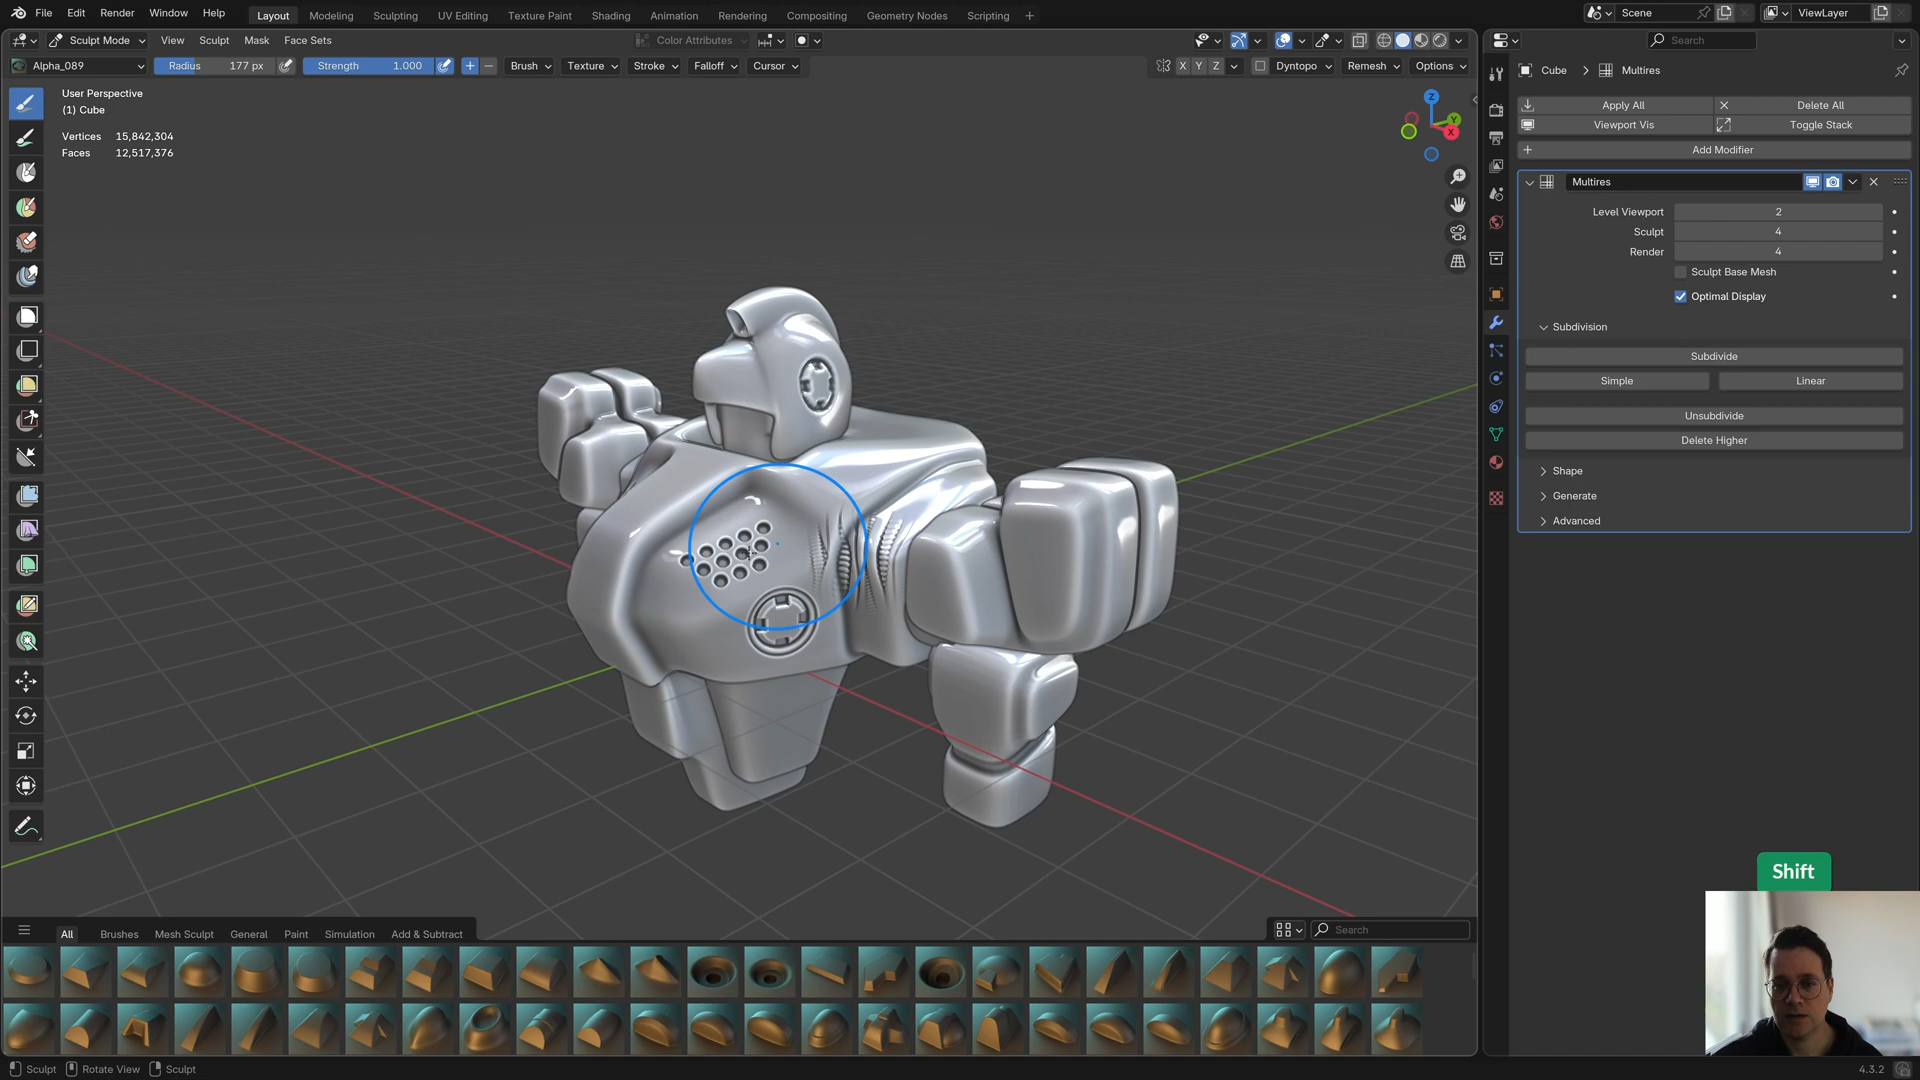 File Edit Render Window Help Layout Modeling Sculpting UV Editing Texture Paint Shading Animation Rendering Compositing Geometry Nodes Scripting + Scene ViewLayer
Sculpt Mode View Sculpt Mask Face Sets Color Attributes Search
Alpha_089 Radius 177 px Strength 1.000 + − Brush Texture Stroke Falloff Cursor X Y Z Dyntopo Remesh Options
Cube > Multires
User Perspective
(1) Cube
Vertices 15,842,304
Faces 12,517,376
Z
Y
X
Apply All Delete All
Viewport Vis Toggle Stack
Add Modifier
Multires
Level Viewport 2
Sculpt 4
Render 4
Sculpt Base Mesh
Optimal Display
Subdivision
Subdivide
Simple Linear
Unsubdivide
Delete Higher
Shape
Generate
Advanced
Shift
All Brushes Mesh Sculpt General Paint Simulation Add & Subtract Search
Sculpt Rotate View Sculpt 4.3.2